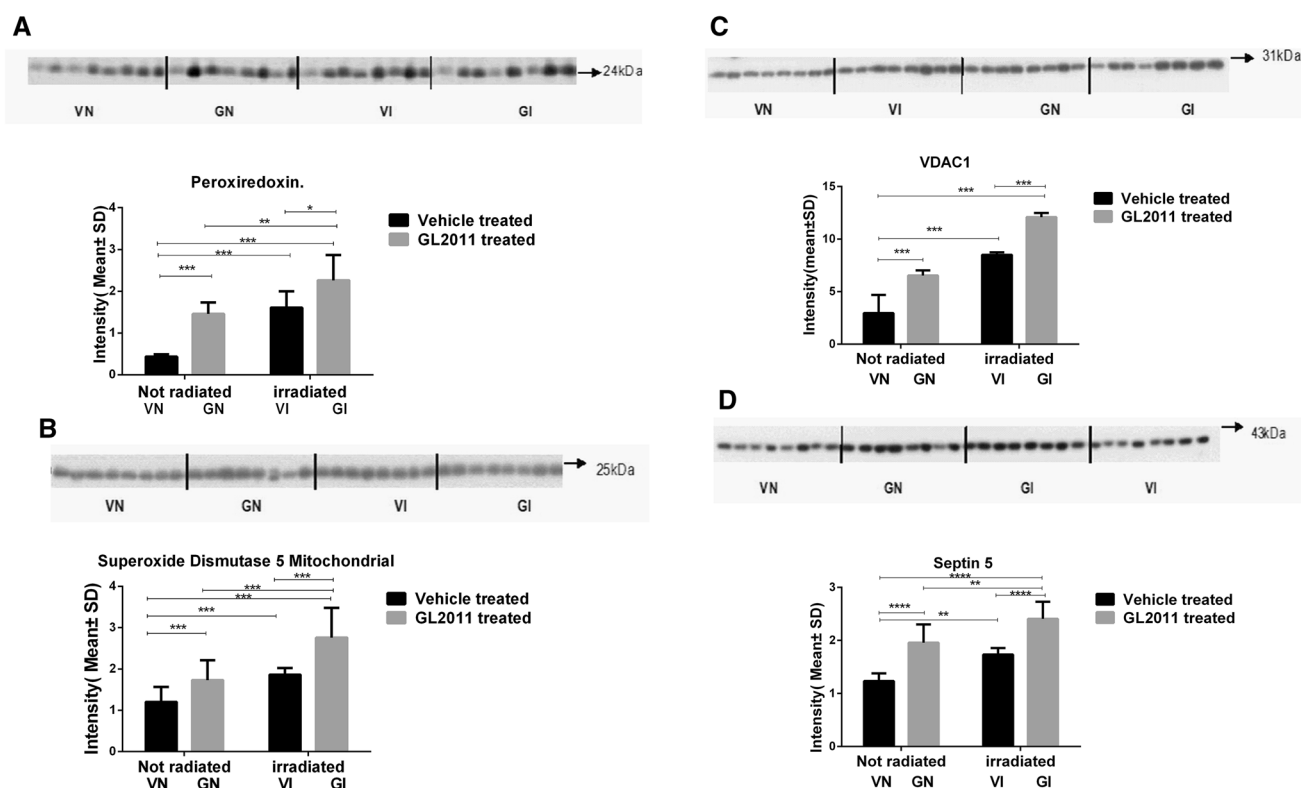 A
24kDa
VN GN VI GI
Peroxiredoxin.
Intensity( Mean± SD)
4
3
2
1
0
*
**
***
***
***
Vehicle treated
GL2011 treated
Not radiated irradiated
VN GN VI GI
B
25kDa
VN GN VI GI
Superoxide Dismutase 5 Mitochondrial
Intensity( Mean± SD)
4
3
2
1
0
***
***
***
***
***
Vehicle treated
GL2011 treated
Not radiated irradiated
VN GN VI GI
C
31kDa
VN VI GN GI
VDAC1
Intensity(mean±SD)
15
10
5
0
***
***
***
***
Vehicle treated
GL2011 treated
Not radiated irradiated
VN GN VI GI
D
43kDa
VN GN GI VI
Septin 5
Intensity( Mean± SD)
3
2
1
0
****
**
****
****
**
Vehicle treated
GL2011 treated
Not radiated irradiated
VN GN VI GI